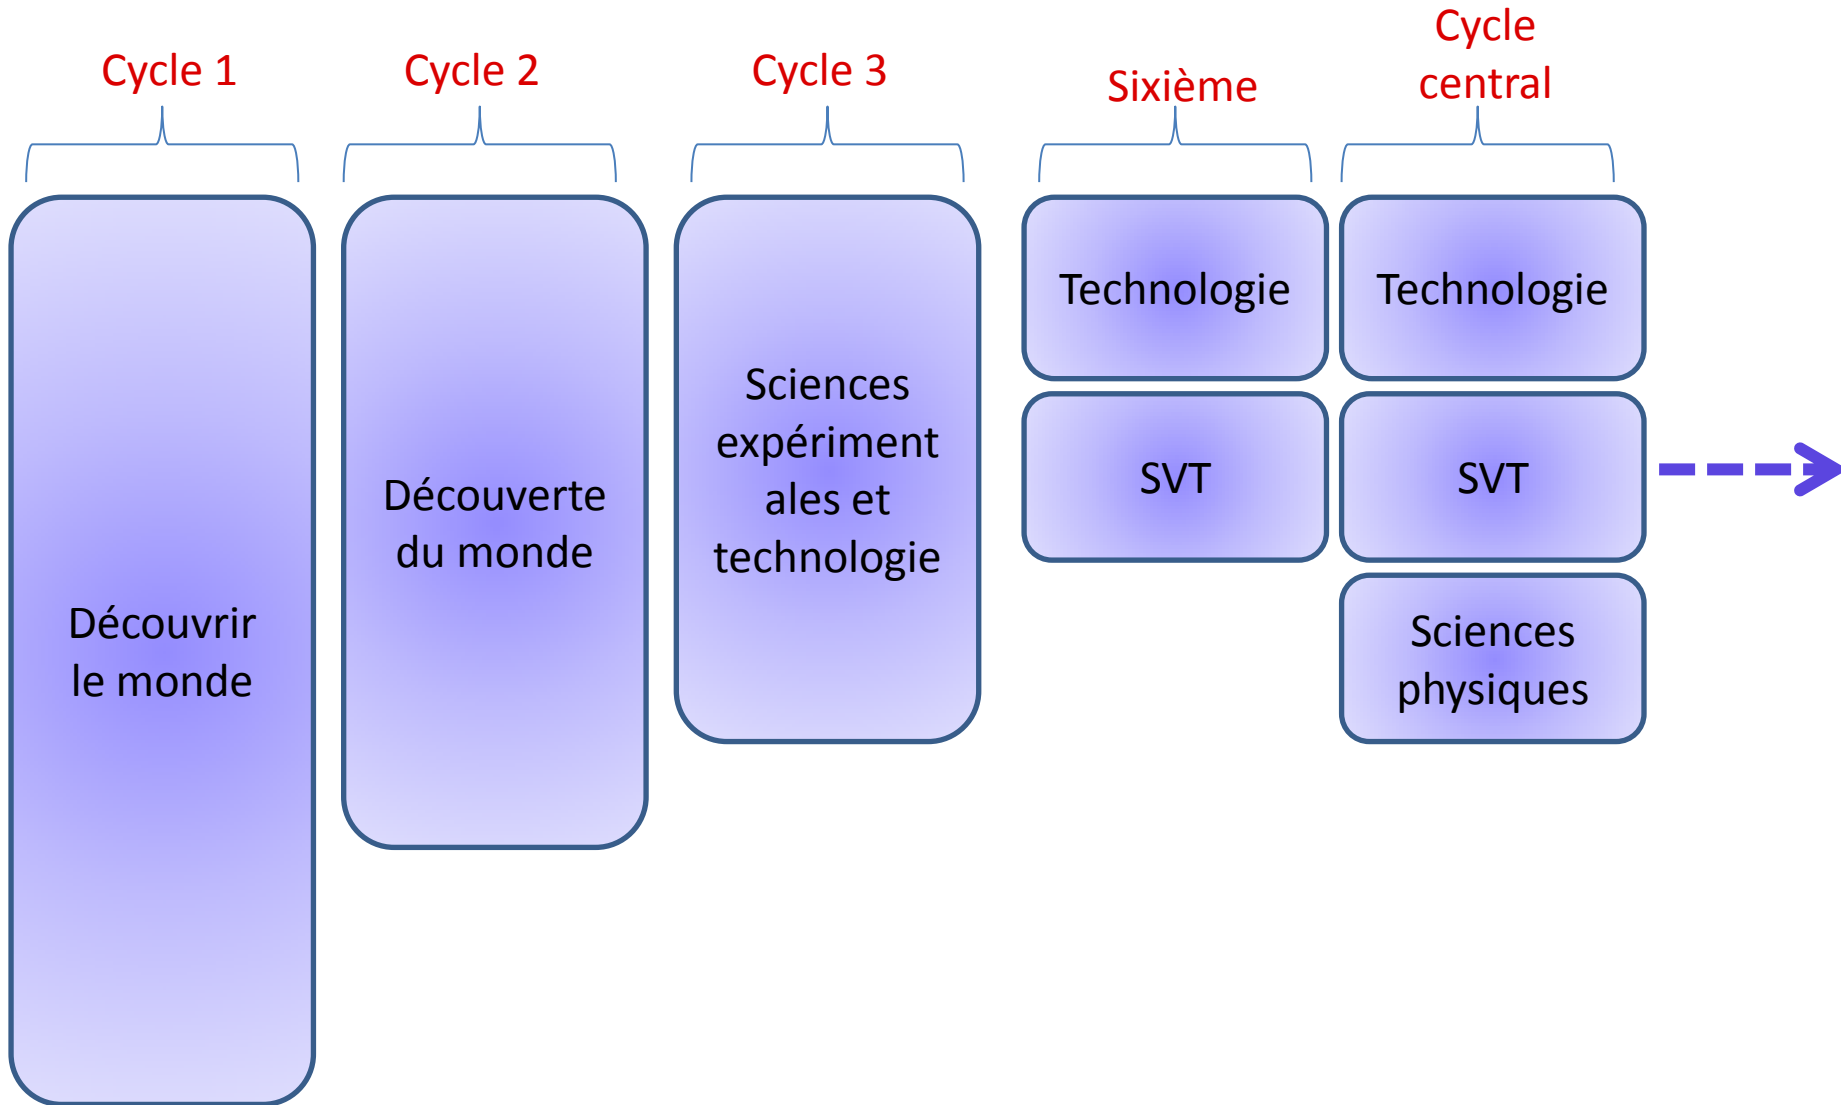 Cycle 1
Découvrir
le monde
Cycle 2
Découverte
du monde
Cycle 3
Sciences
expériment
ales et
technologie
Sixième
Technologie
SVT
Cycle
central
Technologie
SVT
Sciences
physiques